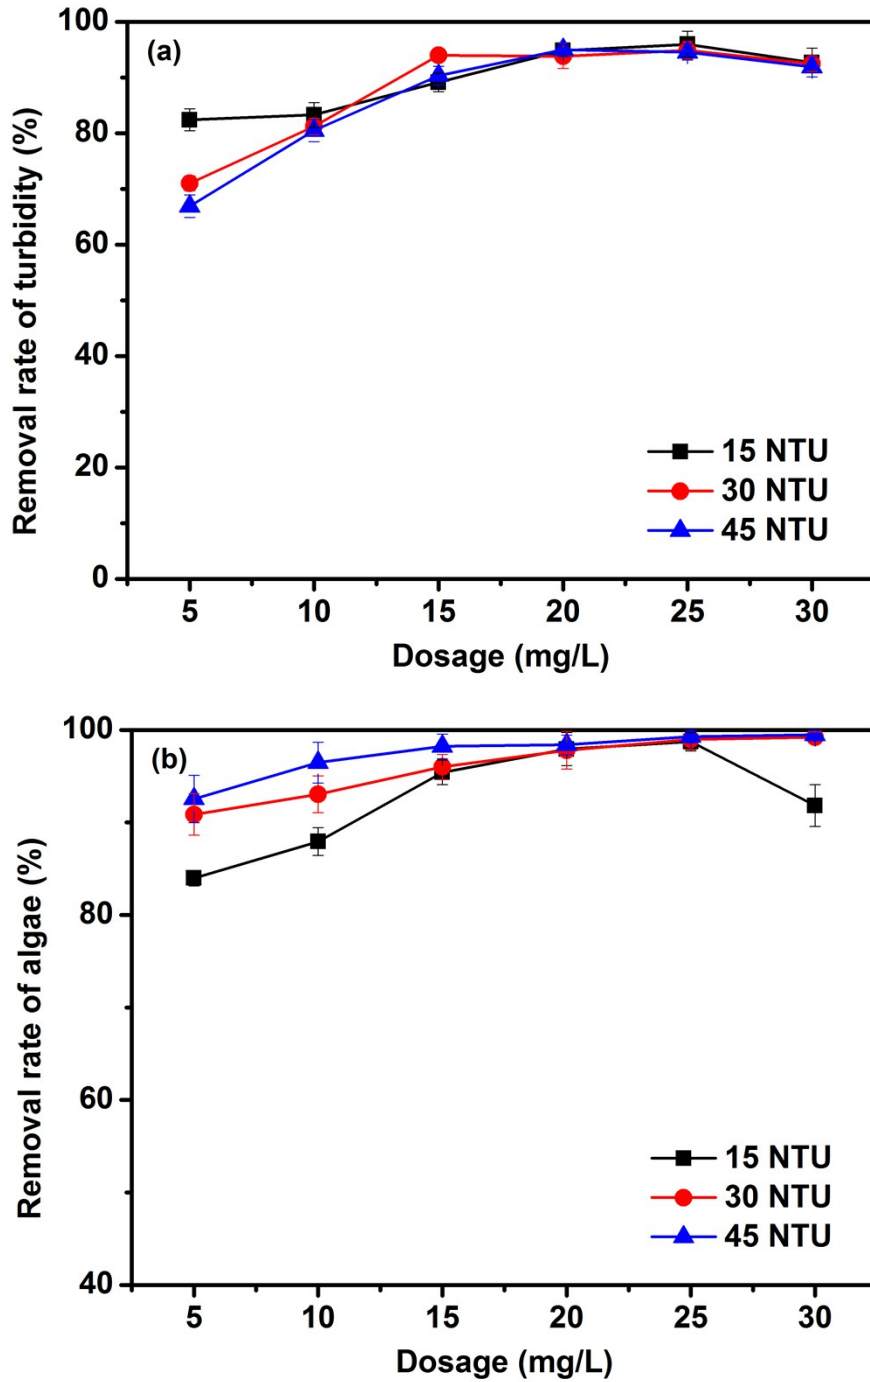 (a)
Removal rate of turbidity (%)
100
80
60
40
20
0
5 10 15 20 25 30
Dosage (mg/L)
15 NTU
30 NTU
45 NTU
(b)
Removal rate of algae (%)
100
80
60
40
5 10 15 20 25 30
Dosage (mg/L)
15 NTU
30 NTU
45 NTU